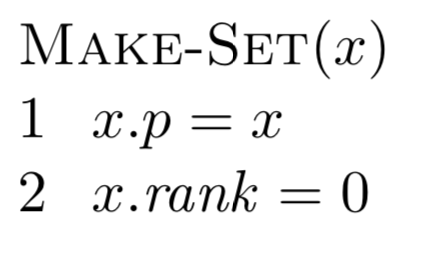 MAKE-SET(x)
1 x.p = x
2 x.rank = 0